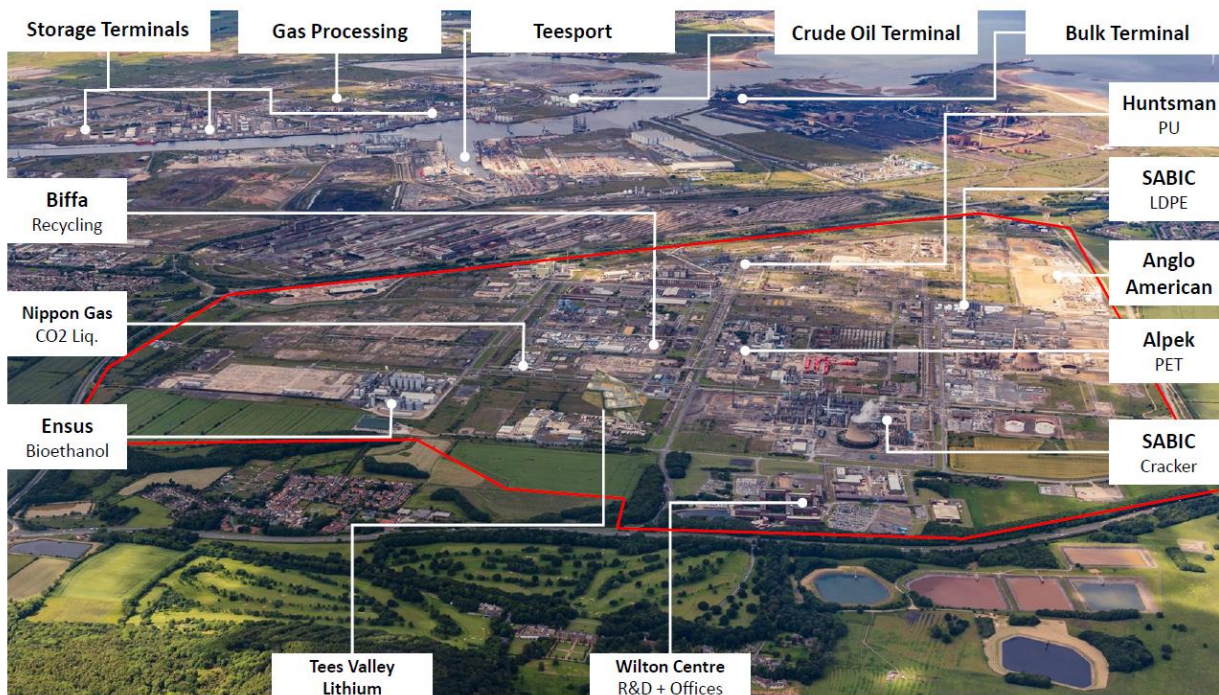 Storage Terminals
Gas Processing
Teesport
Crude Oil Terminal
Bulk Terminal
Huntsman
PU
Biffa
Recycling
SABIC
LDPE
Anglo
American
Nippon Gas
CO2 Liq.
Alpek
PET
Ensus
Bioethanol
SABIC
Cracker
Tees Valley
Lithium
Wilton Centre
R&D + Offices